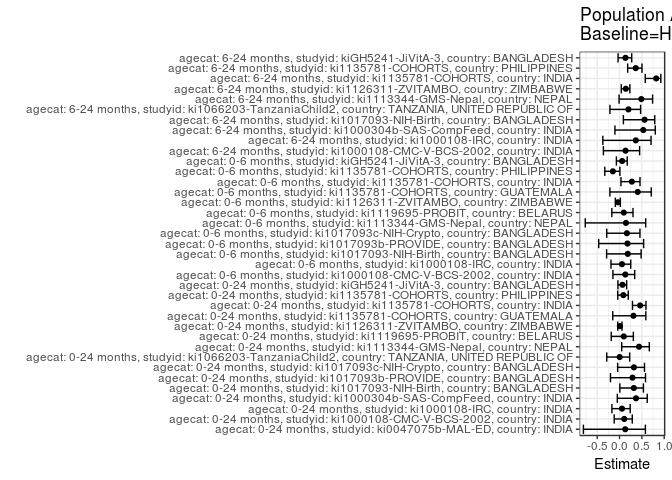 Population A
Baseline=H
agecat: 6-24 months, studyid: kiGH5241-JiVitA-3, country: BANGLADESH
agecat: 6-24 months, studyid: ki1135781-COHORTS, country: PHILIPPINES
agecat: 6-24 months, studyid: ki1135781-COHORTS, country: INDIA
agecat: 6-24 months, studyid: ki1126311-ZVITAMBO, country: ZIMBABWE
agecat: 6-24 months, studyid: ki1113344-GMS-Nepal, country: NEPAL
agecat: 6-24 months, studyid: ki1066203-TanzaniaChild2, country: TANZANIA, UNITED REPUBLIC OF
agecat: 6-24 months, studyid: ki1017093-NIH-Birth, country: BANGLADESH
agecat: 6-24 months, studyid: ki1000304b-SAS-CompFeed, country: INDIA
agecat: 6-24 months, studyid: ki1000108-IRC, country: INDIA
agecat: 6-24 months, studyid: ki1000108-CMC-V-BCS-2002, country: INDIA
agecat: 0-6 months, studyid: kiGH5241-JiVitA-3, country: BANGLADESH
agecat: 0-6 months, studyid: ki1135781-COHORTS, country: PHILIPPINES
agecat: 0-6 months, studyid: ki1135781-COHORTS, country: INDIA
agecat: 0-6 months, studyid: ki1135781-COHORTS, country: GUATEMALA
agecat: 0-6 months, studyid: ki1126311-ZVITAMBO, country: ZIMBABWE
agecat: 0-6 months, studyid: ki1119695-PROBIT, country: BELARUS
agecat: 0-6 months, studyid: ki1113344-GMS-Nepal, country: NEPAL
agecat: 0-6 months, studyid: ki1017093c-NIH-Crypto, country: BANGLADESH
agecat: 0-6 months, studyid: ki1017093b-PROVIDE, country: BANGLADESH
agecat: 0-6 months, studyid: ki1017093-NIH-Birth, country: BANGLADESH
agecat: 0-6 months, studyid: ki1000108-IRC, country: INDIA
agecat: 0-6 months, studyid: ki1000108-CMC-V-BCS-2002, country: INDIA
agecat: 0-24 months, studyid: kiGH5241-JiVitA-3, country: BANGLADESH
agecat: 0-24 months, studyid: ki1135781-COHORTS, country: PHILIPPINES
agecat: 0-24 months, studyid: ki1135781-COHORTS, country: INDIA
agecat: 0-24 months, studyid: ki1135781-COHORTS, country: GUATEMALA
agecat: 0-24 months, studyid: ki1126311-ZVITAMBO, country: ZIMBABWE
agecat: 0-24 months, studyid: ki1119695-PROBIT, country: BELARUS
agecat: 0-24 months, studyid: ki1113344-GMS-Nepal, country: NEPAL
agecat: 0-24 months, studyid: ki1066203-TanzaniaChild2, country: TANZANIA, UNITED REPUBLIC OF
agecat: 0-24 months, studyid: ki1017093c-NIH-Crypto, country: BANGLADESH
agecat: 0-24 months, studyid: ki1017093b-PROVIDE, country: BANGLADESH
agecat: 0-24 months, studyid: ki1017093-NIH-Birth, country: BANGLADESH
agecat: 0-24 months, studyid: ki1000304b-SAS-CompFeed, country: INDIA
agecat: 0-24 months, studyid: ki1000108-IRC, country: INDIA
agecat: 0-24 months, studyid: ki1000108-CMC-V-BCS-2002, country: INDIA
agecat: 0-24 months, studyid: ki0047075b-MAL-ED, country: INDIA
-0.5 0.0 0.5 1.0
Estimate